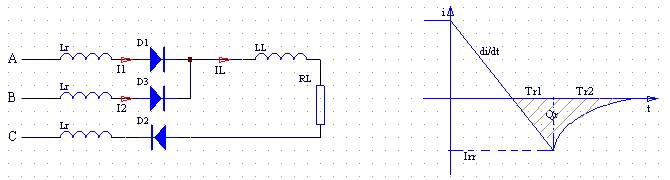 i
D1
Lr
LL
di/dt
A
I1
IL
D3
RL
Lr
Tr1
Tr2
B
I2
t
Qr
Lr
D2
C
Irr